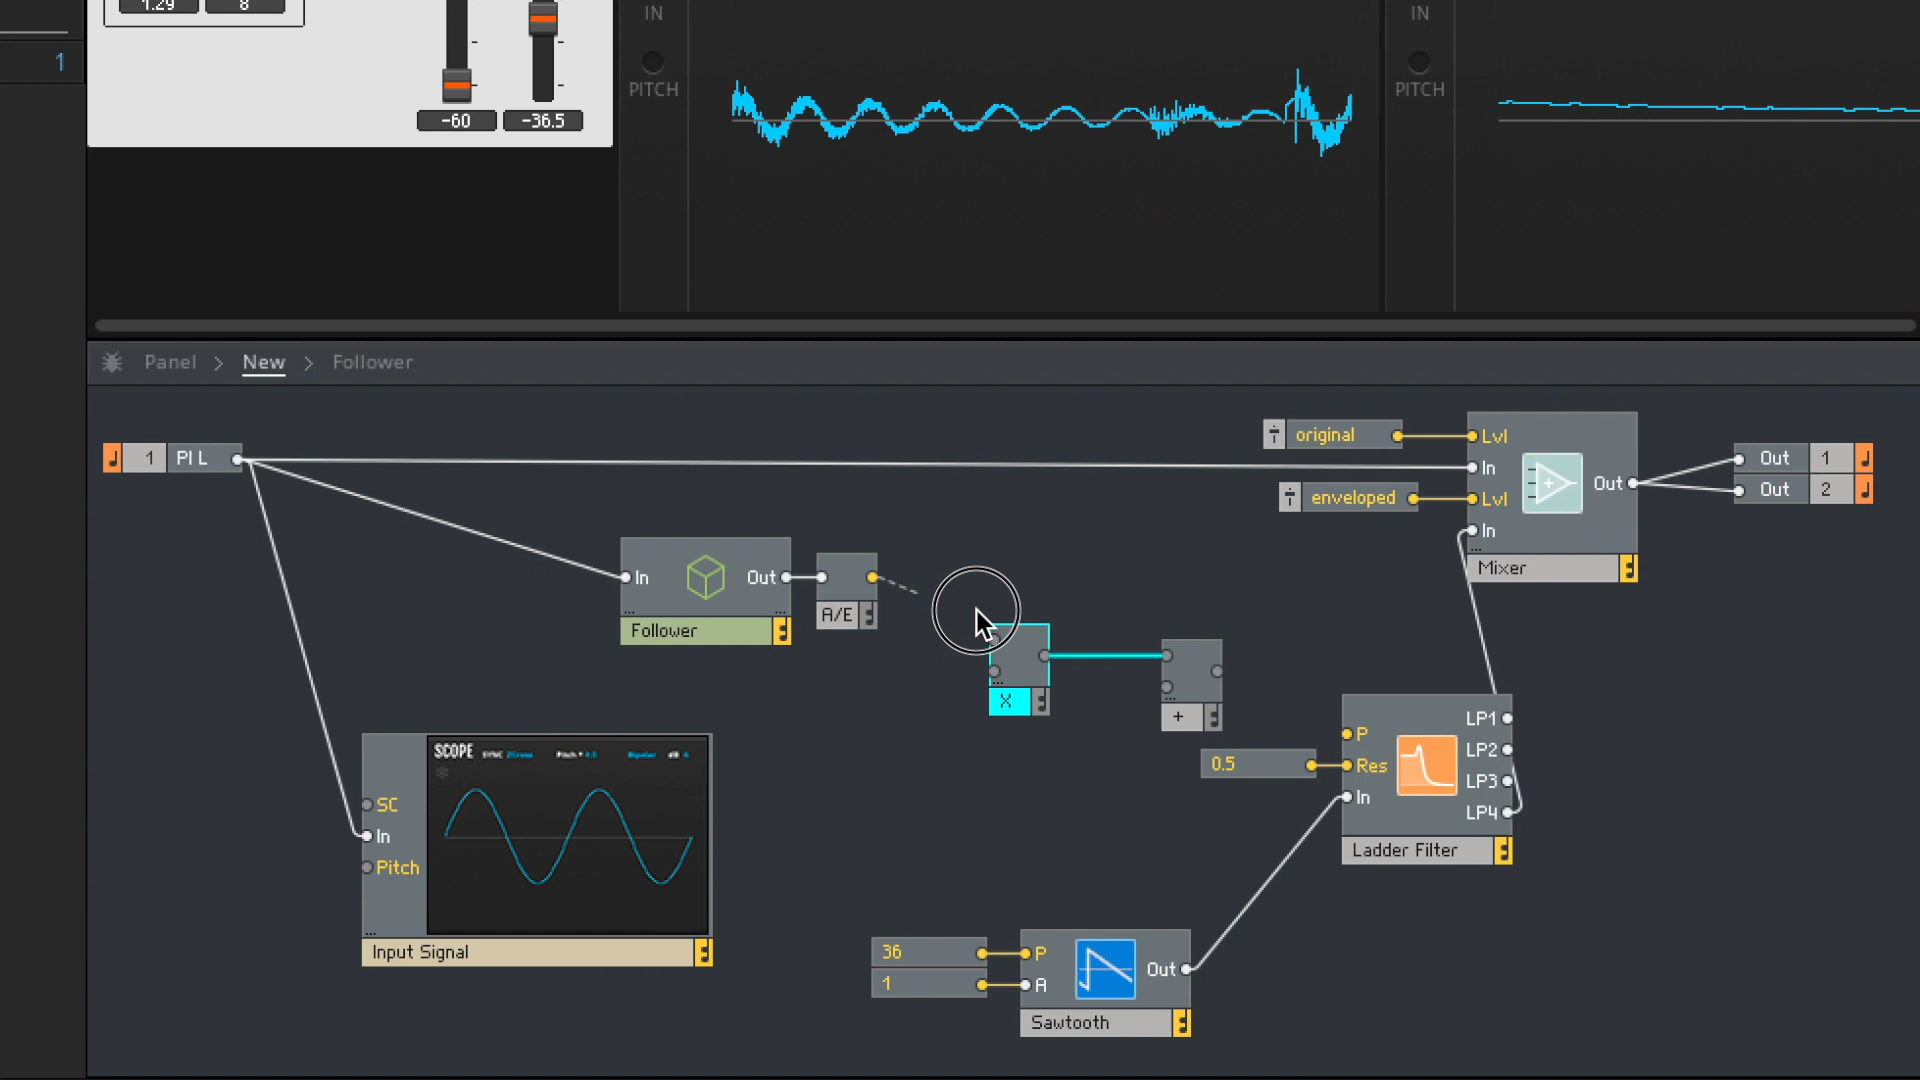 1.29 8
IN
IN
1
PITCH
PITCH
-60 -36.5
Panel > New > Follower
original
Lvl
1 PI L
In
Out 1
enveloped
Lvl
Out
Out 2
In
Mixer
In
Out
A/E
Follower
X
+
LP1
P
LP2
0.5
Res
LP3
In
LP4
Ladder Filter
SCOPE
SC
In
Pitch
Input Signal
36
P
1
A
Out
Sawtooth